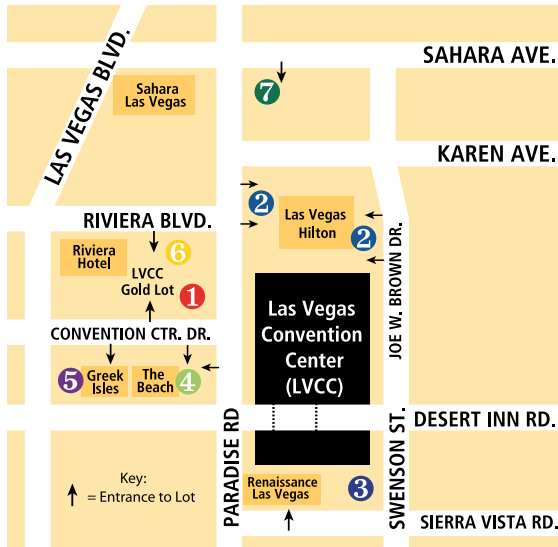 LAS VEGAS BLVD.
SAHARA AVE.
Sahara
Las Vegas
7
KAREN AVE.
RIVIERA BLVD.
2
Las Vegas
Hilton
2
Riviera
Hotel
6
LVCC
Gold Lot
1
JOE W. BROWN DR.
Las Vegas
Convention
Center
(LVCC)
CONVENTION CTR. DR.
5
Greek
Isles
The
Beach
4
PARADISE RD
DESERT INN RD.
SWENSON ST.
Key:
= Entrance to Lot
Renaissance
Las Vegas
3
SIERRA VISTA RD.